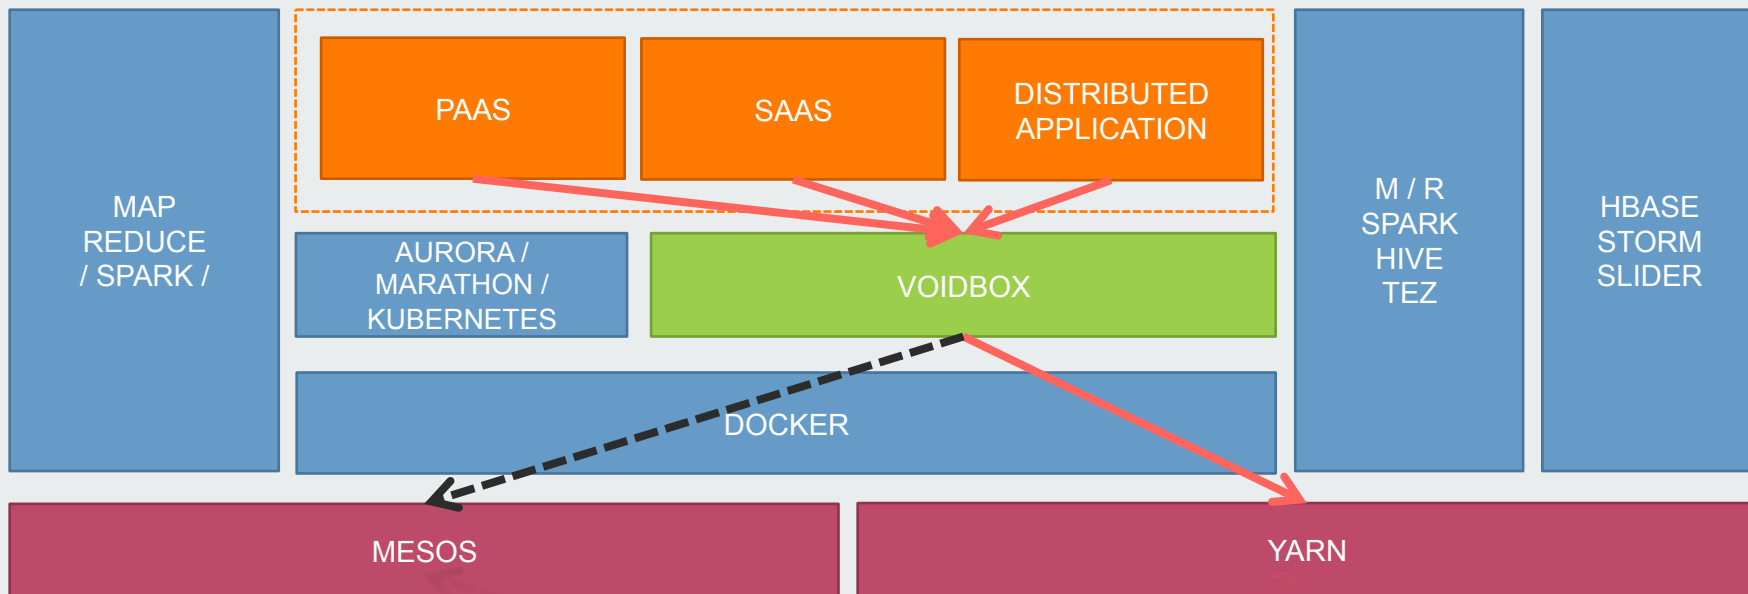 PAAS
SAAS
DISTRIBUTED
APPLICATION
MAP
REDUCE
/ SPARK /
AURORA /
MARATHON /
KUBERNETES
VOIDBOX
M / R
SPARK
HIVE
TEZ
HBASE
STORM
SLIDER
DOCKER
MESOS
YARN